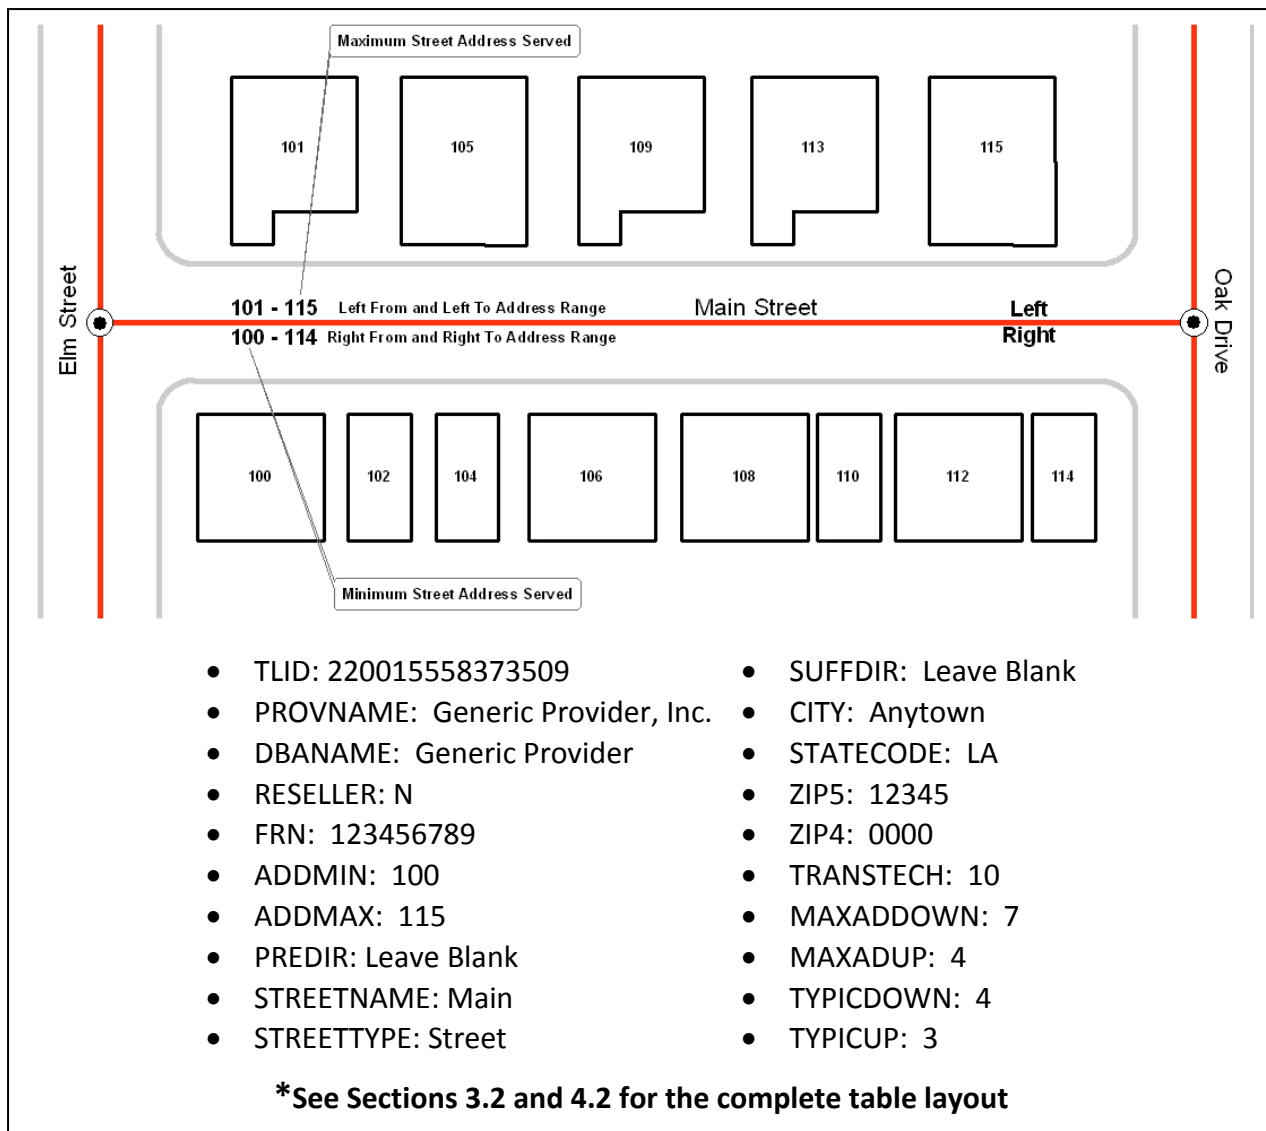 Maximum Street Address Served
101
105
109
113
115
Elm Street
101 - 115 Left From and Left To Address Range
Main Street
Left
100 - 114 Right From and Right To Address Range
Right
Oak Drive
100
102
104
106
108
110
112
114
Minimum Street Address Served
• TLID: 220015558373509
• PROVNAME: Generic Provider, Inc.
• DBANAME: Generic Provider
• RESELLER: N
• FRN: 123456789
• ADDMIN: 100
• ADDMAX: 115
• PREDIR: Leave Blank
• STREETNAME: Main
• STREETTYPE: Street
• SUFFDIR: Leave Blank
• CITY: Anytown
• STATECODE: LA
• ZIP5: 12345
• ZIP4: 0000
• TRANSTECH: 10
• MAXADDOWN: 7
• MAXADUP: 4
• TYPICDOWN: 4
• TYPICUP: 3
*See Sections 3.2 and 4.2 for the complete table layout